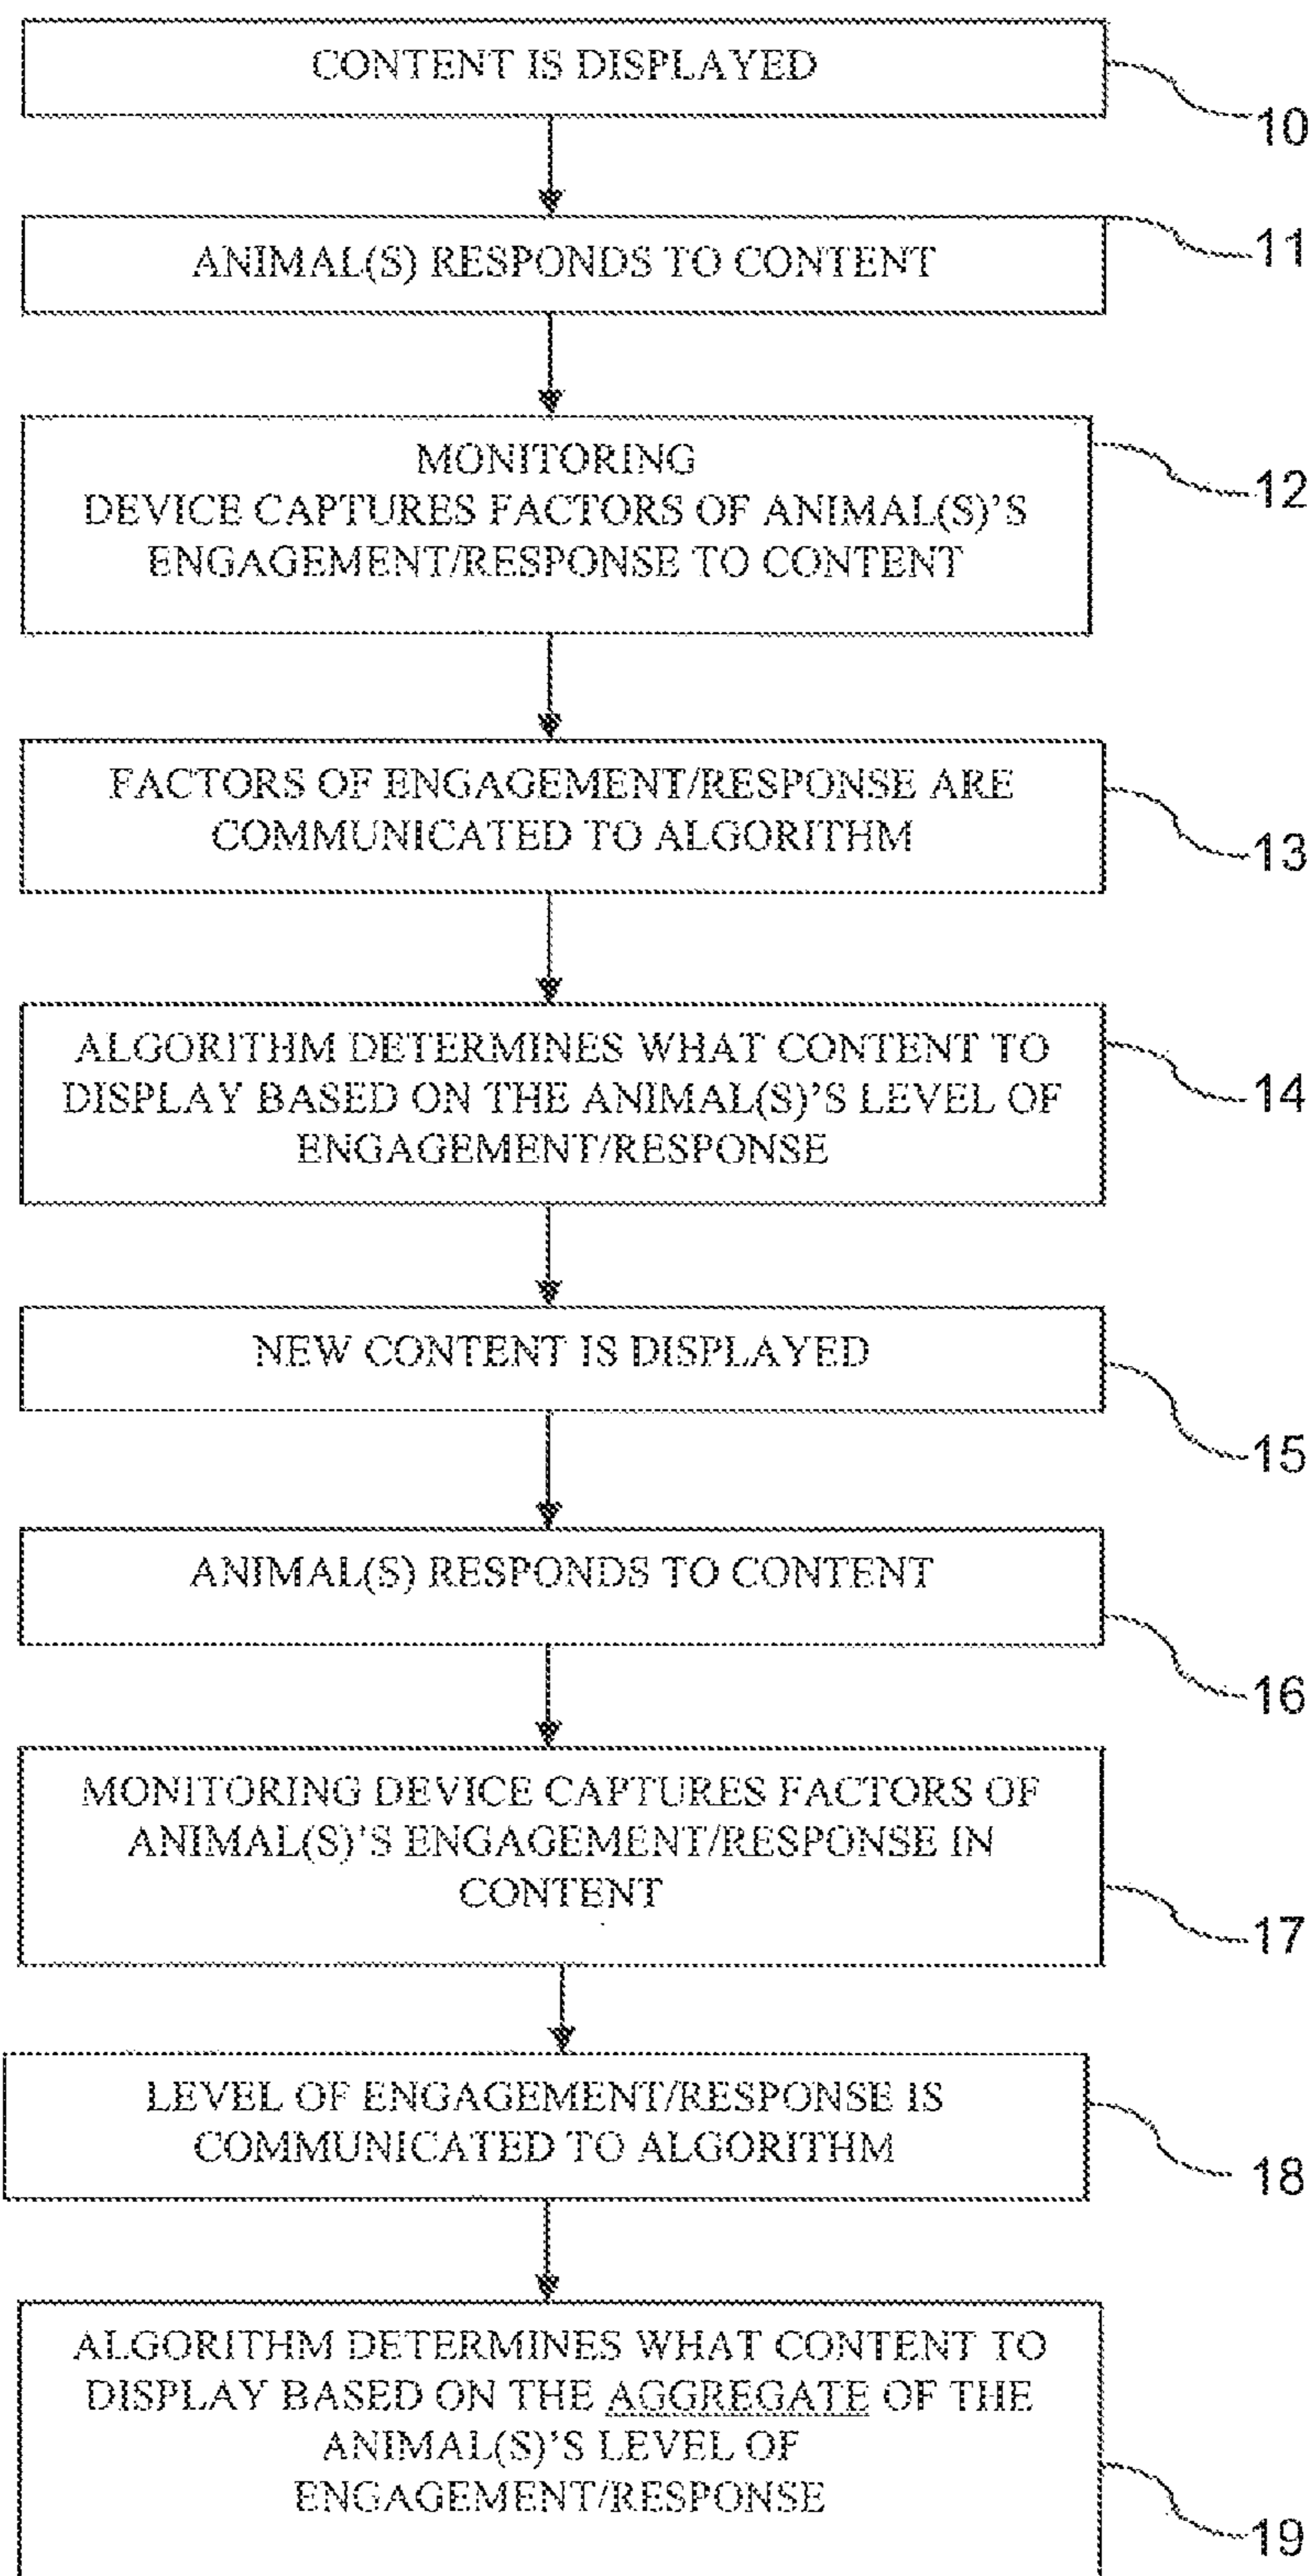 CONTENT IS DISPLAYED
10
ANIMAL(S) RESPONDS TO CONTENT
11
MONITORING
DEVICE CAPTURES FACTORS OF ANIMAL(S)'S
ENGAGEMENT/RESPONSE TO CONTENT
12
FACTORS OF ENGAGEMENT/RESPONSE ARE
COMMUNICATED TO ALGORITHM
13
ALGORITHM DETERMINES WHAT CONTENT TO
DISPLAY BASED ON THE ANIMAL(S)'S LEVEL OF
ENGAGEMENT/RESPONSE
14
NEW CONTENT IS DISPLAYED
15
ANIMAL(S) RESPONDS TO CONTENT
16
MONITORING DEVICE CAPTURES FACTORS OF
ANIMAL(S)'S ENGAGEMENT/RESPONSE IN
CONTENT
17
LEVEL OF ENGAGEMENT/RESPONSE IS
COMMUNICATED TO ALGORITHM
18
ALGORITHM DETERMINES WHAT CONTENT TO
DISPLAY BASED ON THE AGGREGATE OF THE
ANIMAL(S)'S LEVEL OF
ENGAGEMENT/RESPONSE
19